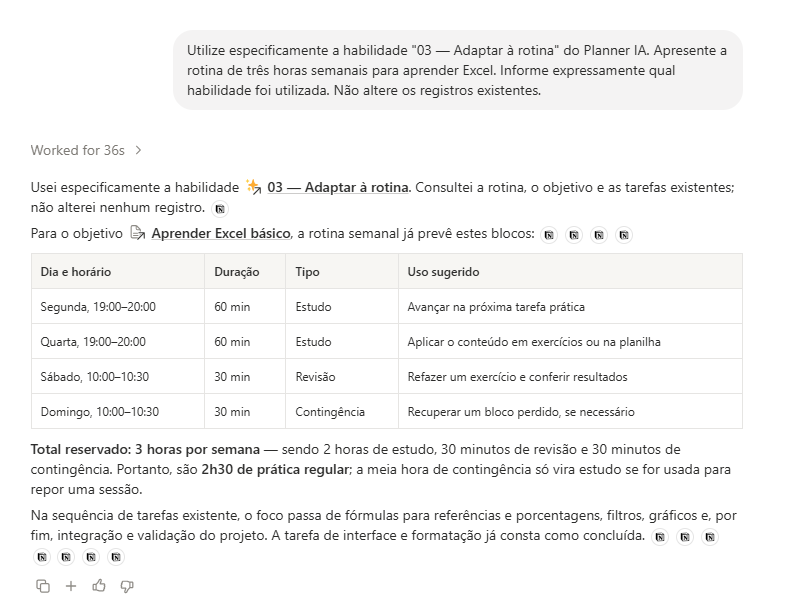 Utilize especificamente a habilidade "03 — Adaptar à rotina" do Planner IA. Apresente a
rotina de três horas semanais para aprender Excel. Informe expressamente qual
habilidade foi utilizada. Não altere os registros existentes.
Worked for 36s
Usei especificamente a habilidade 03 — Adaptar à rotina. Consultei a rotina, o objetivo e as tarefas existentes;
não alterei nenhum registro.
Para o objetivo Aprender Excel básico, a rotina semanal já prevê estes blocos:
Dia e horário Duração Tipo Uso sugerido
Segunda, 19:00–20:00 60 min Estudo Avançar na próxima tarefa prática
Quarta, 19:00–20:00 60 min Estudo Aplicar o conteúdo em exercícios ou na planilha
Sábado, 10:00–10:30 30 min Revisão Refazer um exercício e conferir resultados
Domingo, 10:00–10:30 30 min Contingência Recuperar um bloco perdido, se necessário
Total reservado: 3 horas por semana — sendo 2 horas de estudo, 30 minutos de revisão e 30 minutos de
contingência. Portanto, são 2h30 de prática regular; a meia hora de contingência só vira estudo se for usada para
repor uma sessão.
Na sequência de tarefas existente, o foco passa de fórmulas para referências e porcentagens, filtros, gráficos e, por
fim, integração e validação do projeto. A tarefa de interface e formatação já consta como concluída.